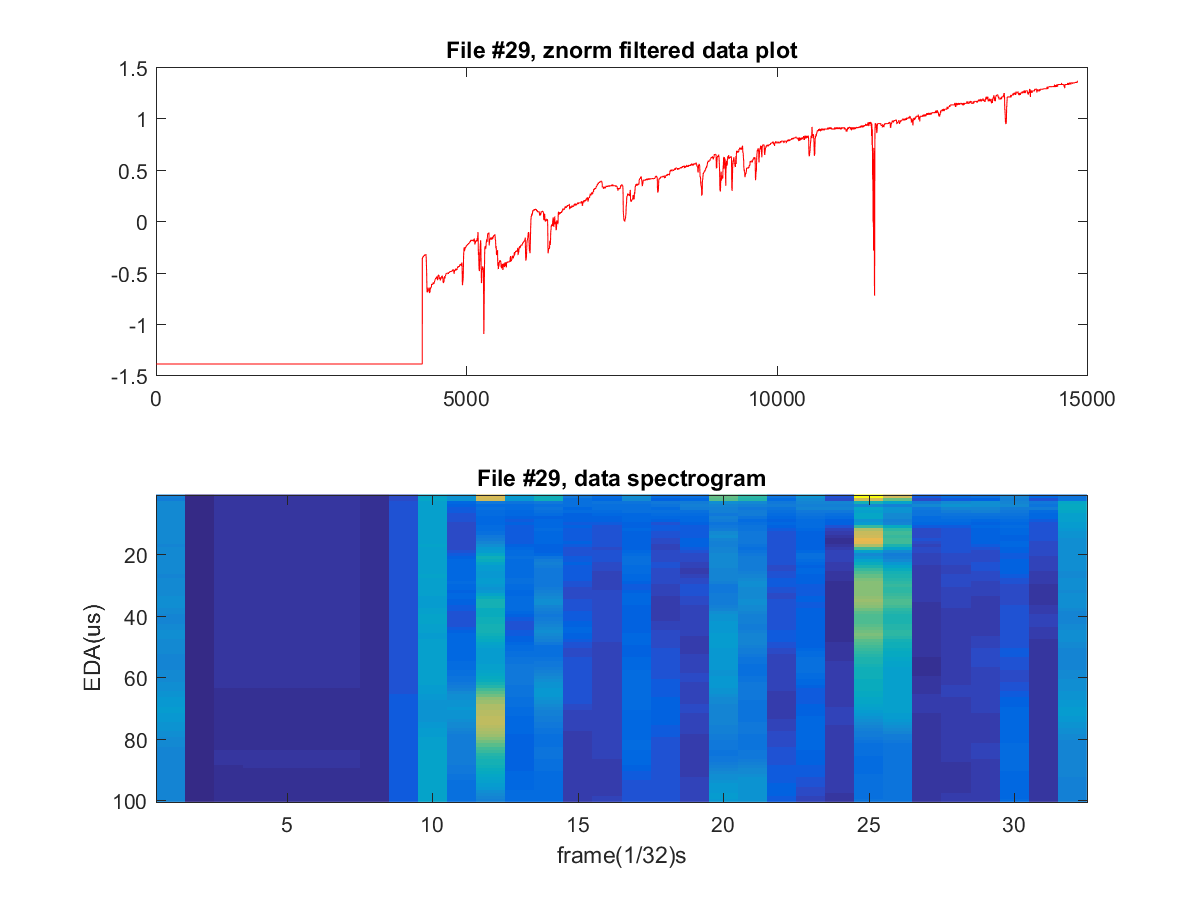 File #29, znorm filtered data plot
1.5
1
0.5
0
-0.5
-1
-1.5
0 5000 10000 15000
File #29, data spectrogram
EDA(us)
20
40
60
80
100
5 10 15 20 25 30
frame(1/32)s